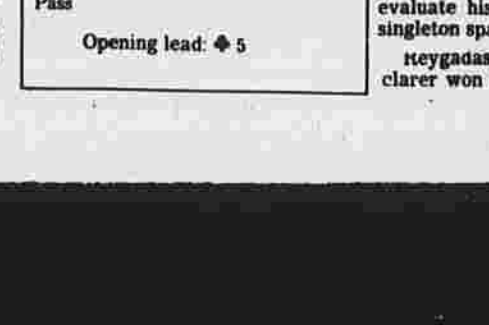 Pass
Opening lead: ♣ 5
evaluate his
singleton spa
Reygadas
clarer won